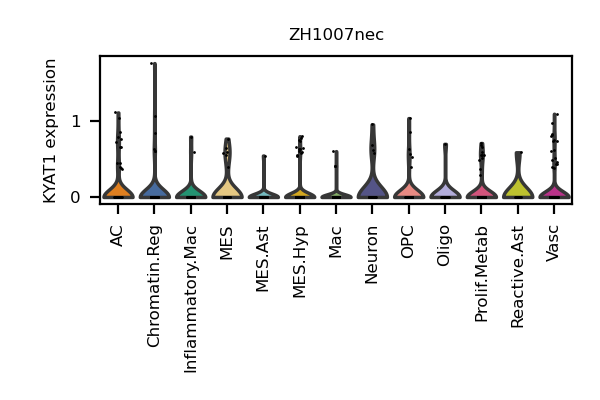 ZH1007nec
KYAT1 expression
1
0
AC
Chromatin.Reg
Inflammatory.Mac
MES
MES.Ast
MES.Hyp
Mac
Neuron
OPC
Oligo
Prolif.Metab
Reactive.Ast
Vasc